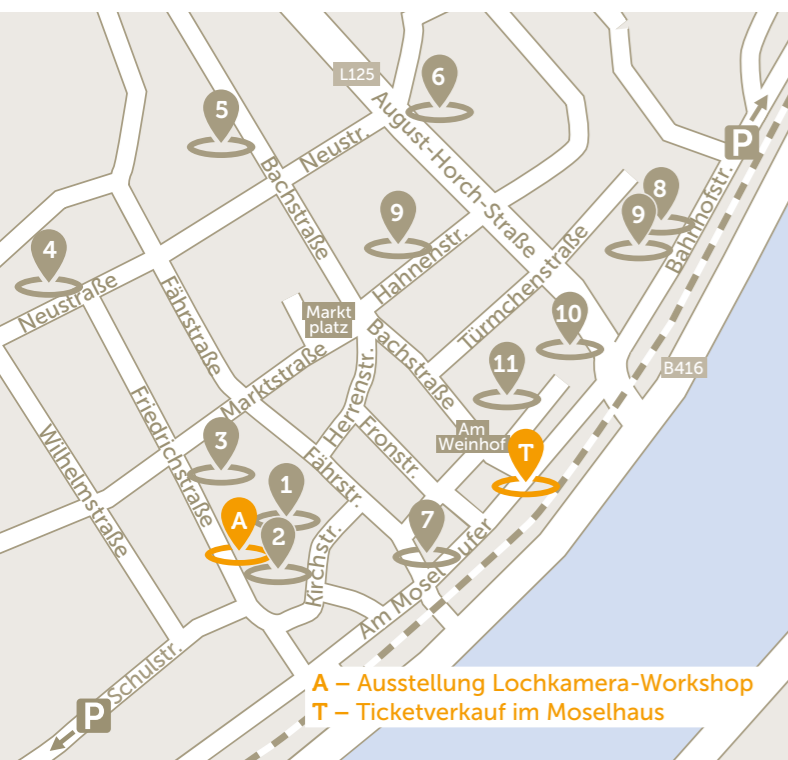 L125
6
5
August-Horch-Straße
Neustr.
P
Bachstraße
8
9
9
Bahnhofstr.
4
Hahnenstr.
Türmchenstraße
Neustraße
Fährstraße
Markt
platz
10
Bachstraße
11
B416
Marktstraße
Herrenstr.
Friedrichstraße
Am
Weinhof
T
Fronstr.
3
Wilhelmstraße
Fährstr.
1
A
2
7
Kirchstr.
Am Mosel ufer
Schulstr.
P
A – Ausstellung Lochkamera-Workshop
T – Ticketverkauf im Moselhaus